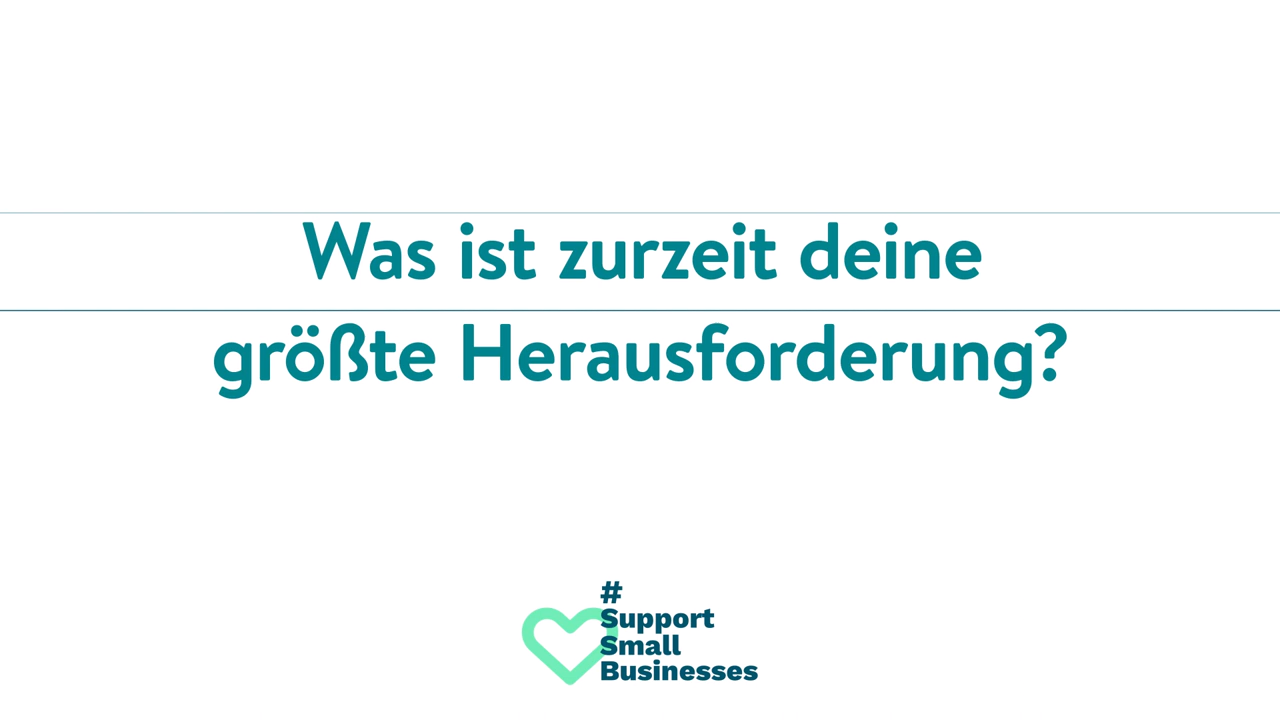 Was ist zurzeit deine
größte Herausforderung?
#
Support
Small
Businesses